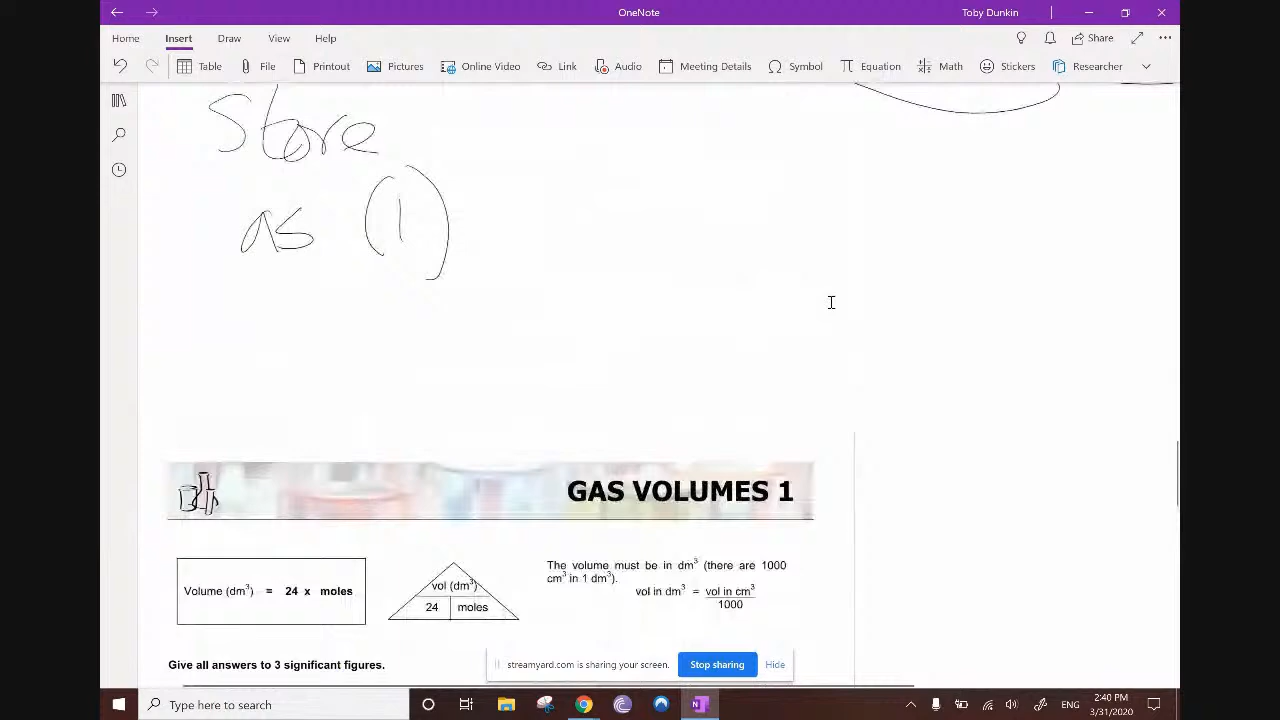 OneNote
Toby Dunkin
Home Insert Draw View Help
Share
Table File Printout Pictures Online Video Link Audio Meeting Details Symbol Equation Math Stickers Researcher
Store
as (1)
GAS VOLUMES 1
Volume (dm³) = 24 x moles
vol (dm³)
24 moles
The volume must be in dm³ (there are 1000
cm³ in 1 dm³).
vol in dm³ = vol in cm³
1000
Give all answers to 3 significant figures.
streamyard.com is sharing your screen. Stop sharing Hide
Type here to search
ENG
2:40 PM
3/31/2020